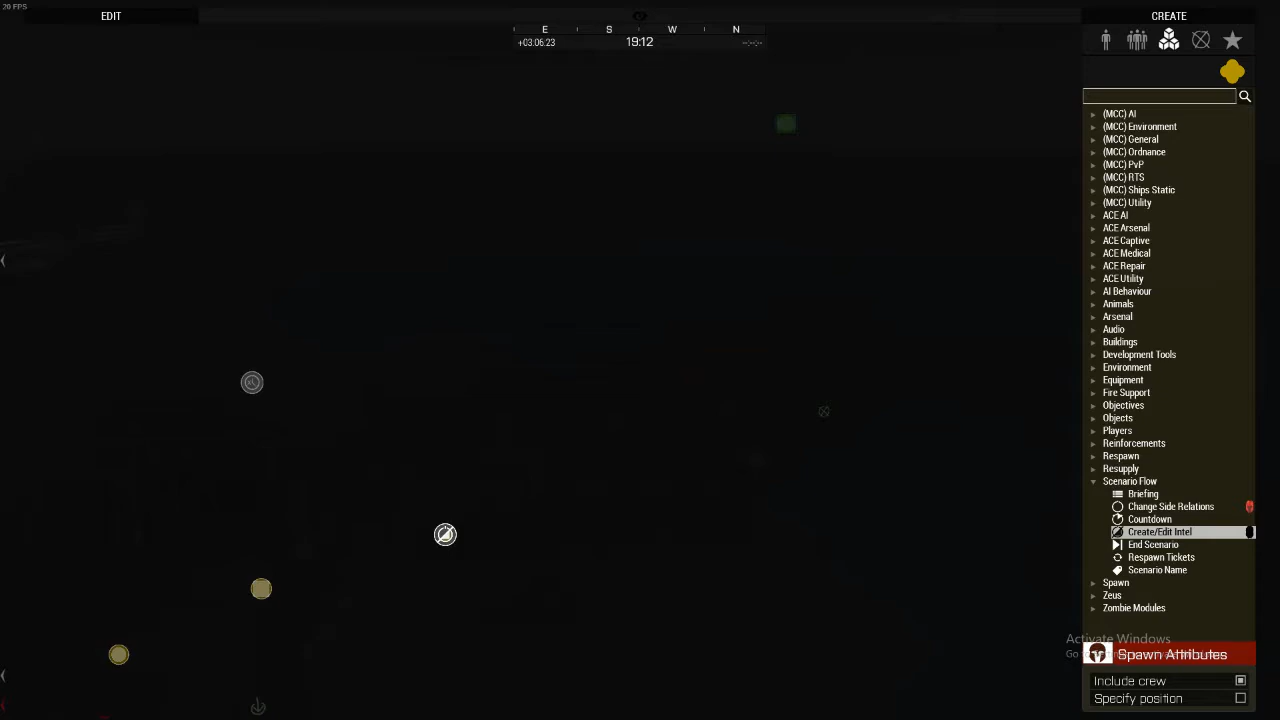 20 FPS
EDIT
E S W N
+03:06:23 19:12 --:--:--
CREATE
(MCC) AI
(MCC) Environment
(MCC) General
(MCC) Ordnance
(MCC) PvP
(MCC) RTS
(MCC) Ships Static
(MCC) Utility
ACE AI
ACE Arsenal
ACE Captive
ACE Medical
ACE Repair
ACE Utility
AI Behaviour
Animals
Arsenal
Audio
Buildings
Development Tools
Environment
Equipment
Fire Support
Objectives
Objects
Players
Reinforcements
Respawn
Resupply
Scenario Flow
Briefing
Change Side Relations
Countdown
Create/Edit Intel
End Scenario
Respawn Tickets
Scenario Name
Spawn
Zeus
Zombie Modules
Activate Windows
Spawn Attributes
Include crew
Specify position